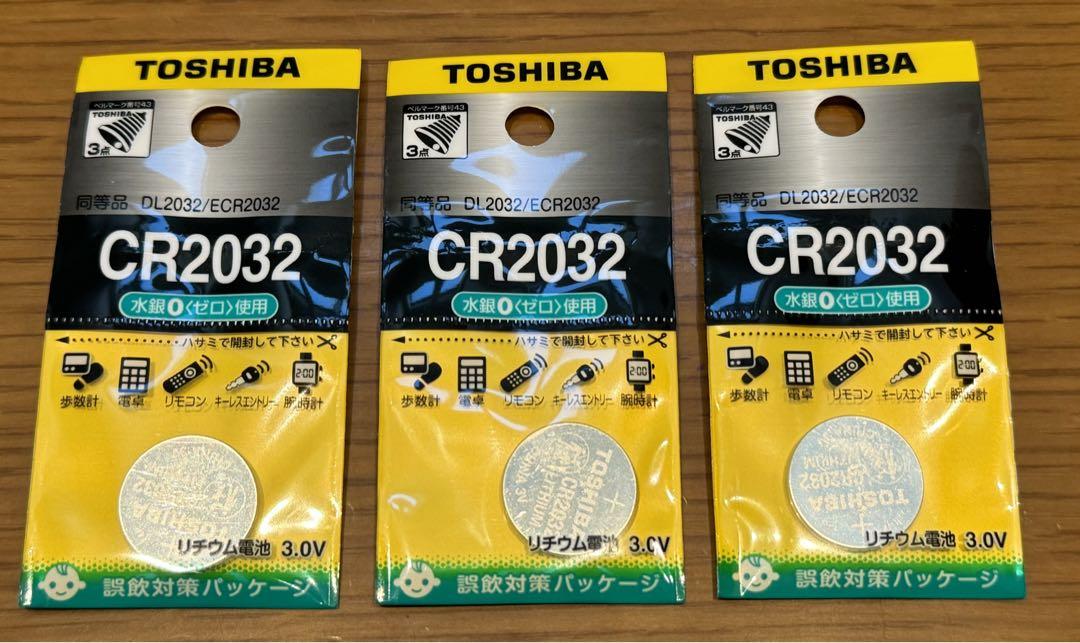 TOSHIBA
ベルマーク番号43
TOSHIBA
3点
同等品 DL2032/ECR2032
CR2032
水銀0〈ゼロ〉使用
ハサミで開封して下さい
歩数計 電卓 リモコン キーレスエントリー 腕時計
2:00
TOSHIBA
リチウム電池 3.0V
誤飲対策パッケージ
TOSHIBA
ベルマーク番号43
TOSHIBA
3点
同等品 DL2032/ECR2032
CR2032
水銀0〈ゼロ〉使用
ハサミで開封して下さい
歩数計 電卓 リモコン キーレスエントリー 腕時計
2:00
TOSHIBA
CR2032
LITHIUM
3V
+
リチウム電池 3.0V
誤飲対策パッケージ
TOSHIBA
ベルマーク番号43
TOSHIBA
3点
同等品 DL2032/ECR2032
CR2032
水銀0〈ゼロ〉使用
ハサミで開封して下さい
歩数計 電卓 リモコン キーレスエントリー 腕時計
2:00
+
TOSHIBA
CR2032
リチウム電池 3.0V
誤飲対策パッケージ